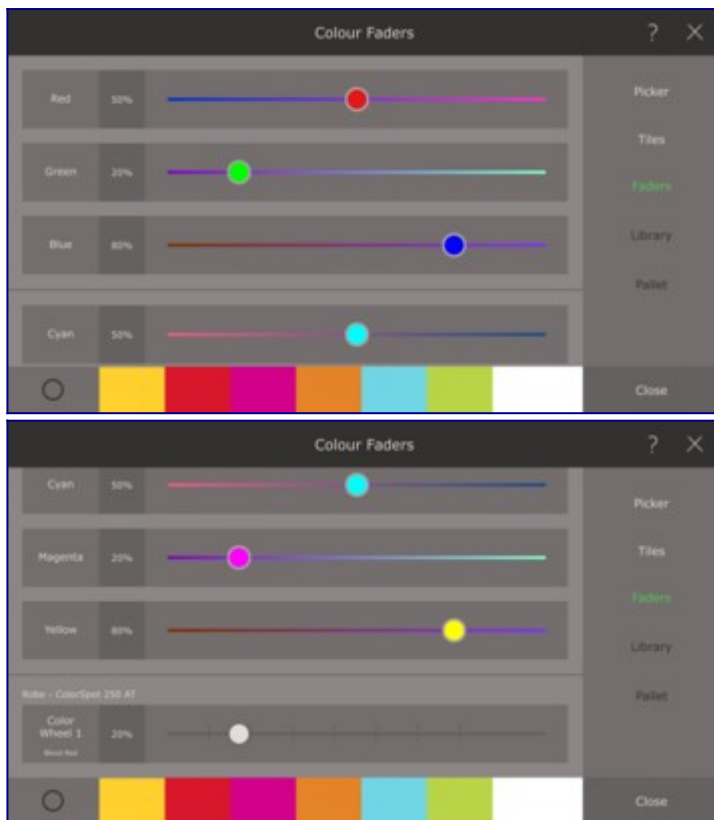 Colour Faders ?
Red 50%
Picker
Tiles
Green 20%
Faders
Blue 80%
Library
Pallet
Cyan 50%
Close
Colour Faders ?
Cyan 50%
Picker
Magenta 20%
Tiles
Faders
Yellow 80%
Library
Robe - ColorSpot 250 AT
Pallet
Color
Wheel 1 20%
Blood Red
Close